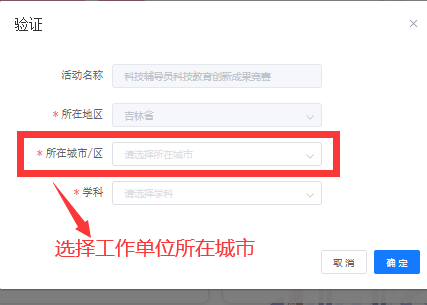 验证
活动名称 科技辅导员科技教育创新成果竞赛
* 所在地区 吉林省
* 所在城市/区 请选择所在城市
* 学科 请选择学科
选择工作单位所在城市
取消 确定